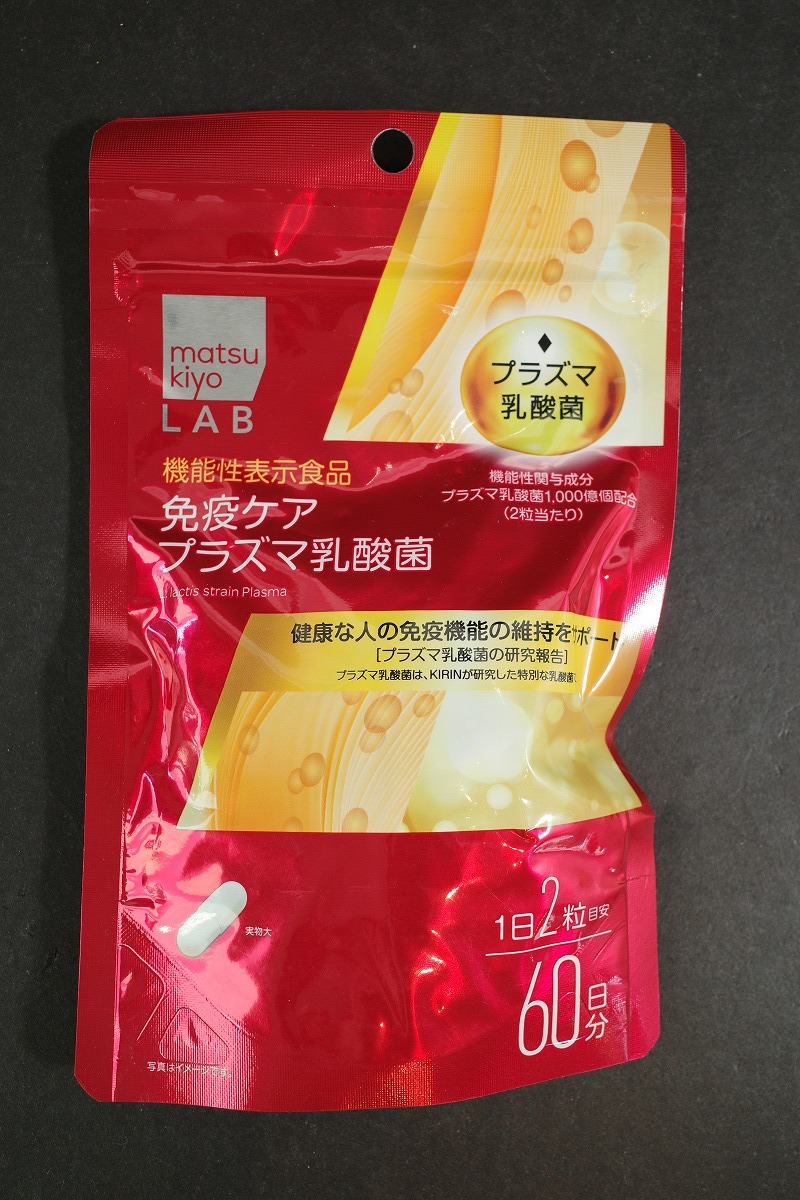 matsu
kiyo
LAB
プラズマ
乳酸菌
機能性表示食品
免疫ケア
プラズマ乳酸菌
lactis strain Plasma
機能性関与成分
プラズマ乳酸菌1,000億個配合
(2粒当たり)
健康な人の免疫機能の維持をサポート
[プラズマ乳酸菌の研究報告]
プラズマ乳酸菌は、KIRINが研究した特別な乳酸菌
実物大
1日2粒目安
60日分
写真はイメージです。